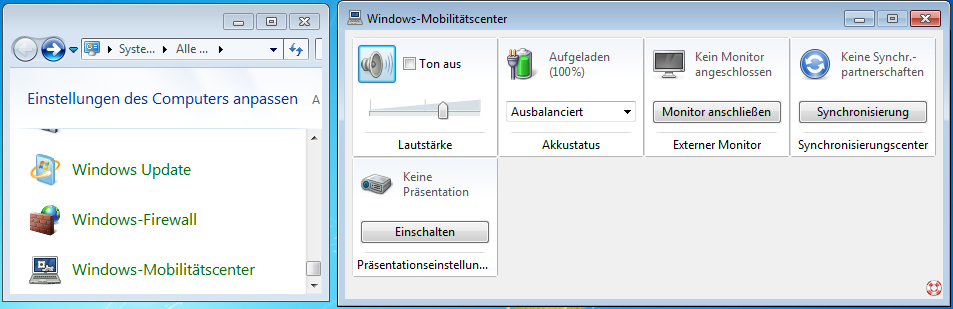 Syste...
Alle ...
Einstellungen des Computers anpassen A
Windows Update
Windows-Firewall
Windows-Mobilitätscenter
Windows-Mobilitätscenter
Ton aus
Lautstärke
Aufgeladen
(100%)
Ausbalanciert
Akkustatus
Kein Monitor
angeschlossen
Monitor anschließen
Externer Monitor
Keine Synchr.-
partnerschaften
Synchronisierung
Synchronisierungscenter
Keine
Präsentation
Einschalten
Präsentationseinstellun...